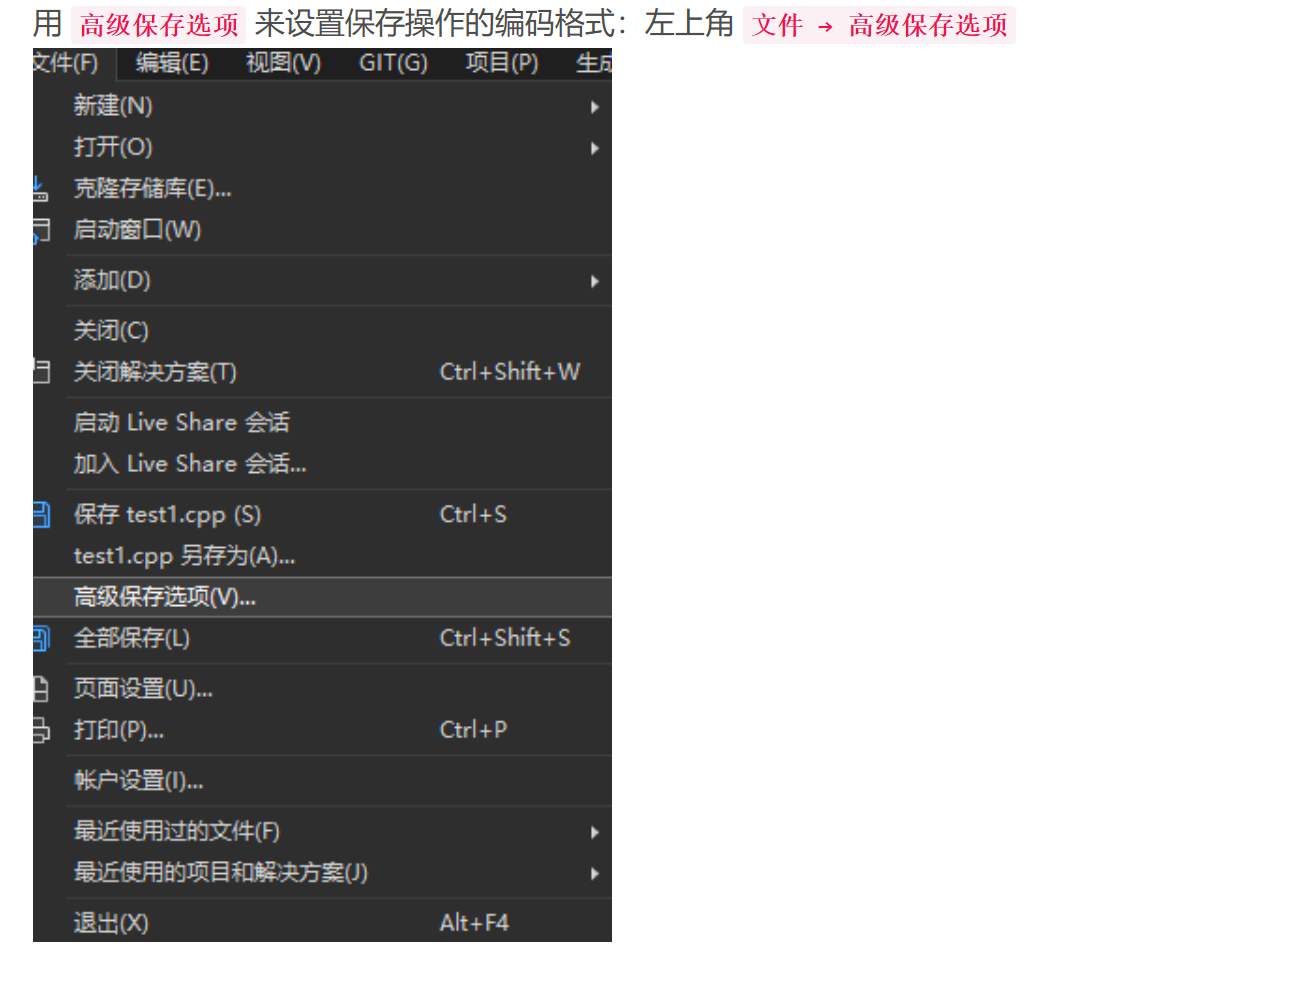 用 高级保存选项 来设置保存操作的编码格式：左上角 文件 → 高级保存选项
文件(F) 编辑(E) 视图(V) GIT(G) 项目(P) 生成
新建(N)
打开(O)
克隆存储库(E)...
启动窗口(W)
添加(D)
关闭(C)
关闭解决方案(T) Ctrl+Shift+W
启动 Live Share 会话
加入 Live Share 会话...
保存 test1.cpp (S) Ctrl+S
test1.cpp 另存为(A)...
高级保存选项(V)...
全部保存(L) Ctrl+Shift+S
页面设置(U)...
打印(P)... Ctrl+P
帐户设置(I)...
最近使用过的文件(F)
最近使用的项目和解决方案(J)
退出(X) Alt+F4